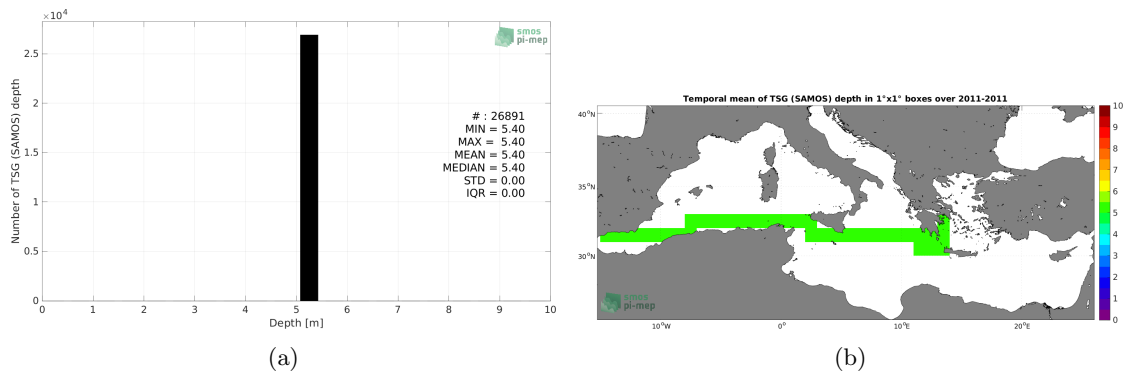 ×10⁴
smos
pi-mep
Number of TSG (SAMOS) depth
2.5
2
1.5
1
0.5
0
# : 26891
MIN = 5.40
MAX = 5.40
MEAN = 5.40
MEDIAN = 5.40
STD = 0.00
IQR = 0.00
0 1 2 3 4 5 6 7 8 9 10
Depth [m]
(a)
Temporal mean of TSG (SAMOS) depth in 1°x1° boxes over 2011-2011
40°N
35°N
30°N
10°W 0° 10°E 20°E
10
9
8
7
6
5
4
3
2
1
0
smos
pi-mep
(b)